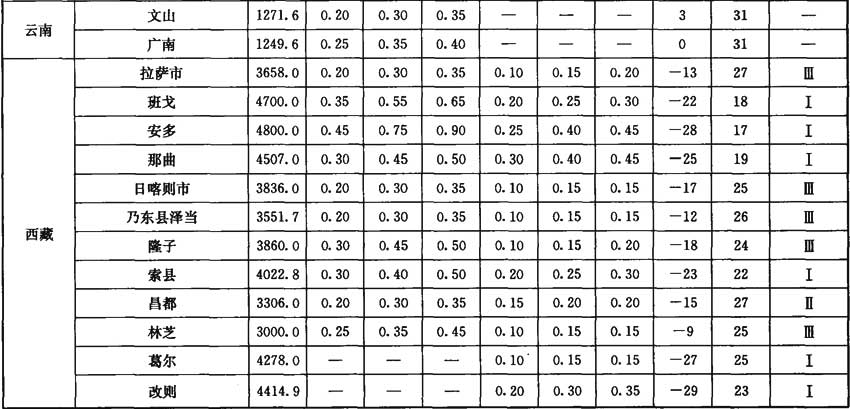 云南 文山 1271.6 0.20 0.30 0.35 — — — 3 31 —
广南 1249.6 0.25 0.35 0.40 — — — 0 31 —
西藏 拉萨市 3658.0 0.20 0.30 0.35 0.10 0.15 0.20 -13 27 Ⅲ
班戈 4700.0 0.35 0.55 0.65 0.20 0.25 0.30 -22 18 Ⅰ
安多 4800.0 0.45 0.75 0.90 0.25 0.40 0.45 -28 17 Ⅰ
那曲 4507.0 0.30 0.45 0.50 0.30 0.40 0.45 -25 19 Ⅰ
日喀则市 3836.0 0.20 0.30 0.35 0.10 0.15 0.15 -17 25 Ⅲ
乃东县泽当 3551.7 0.20 0.30 0.35 0.10 0.15 0.15 -12 26 Ⅲ
隆子 3860.0 0.30 0.45 0.50 0.10 0.15 0.20 -18 24 Ⅲ
索县 4022.8 0.30 0.40 0.50 0.20 0.25 0.30 -23 22 Ⅰ
昌都 3306.0 0.20 0.30 0.35 0.15 0.20 0.20 -15 27 Ⅱ
林芝 3000.0 0.25 0.35 0.45 0.10 0.15 0.15 -9 25 Ⅲ
葛尔 4278.0 — — — 0.10 0.15 0.15 -27 25 Ⅰ
改则 4414.9 — — — 0.20 0.30 0.35 -29 23 Ⅰ